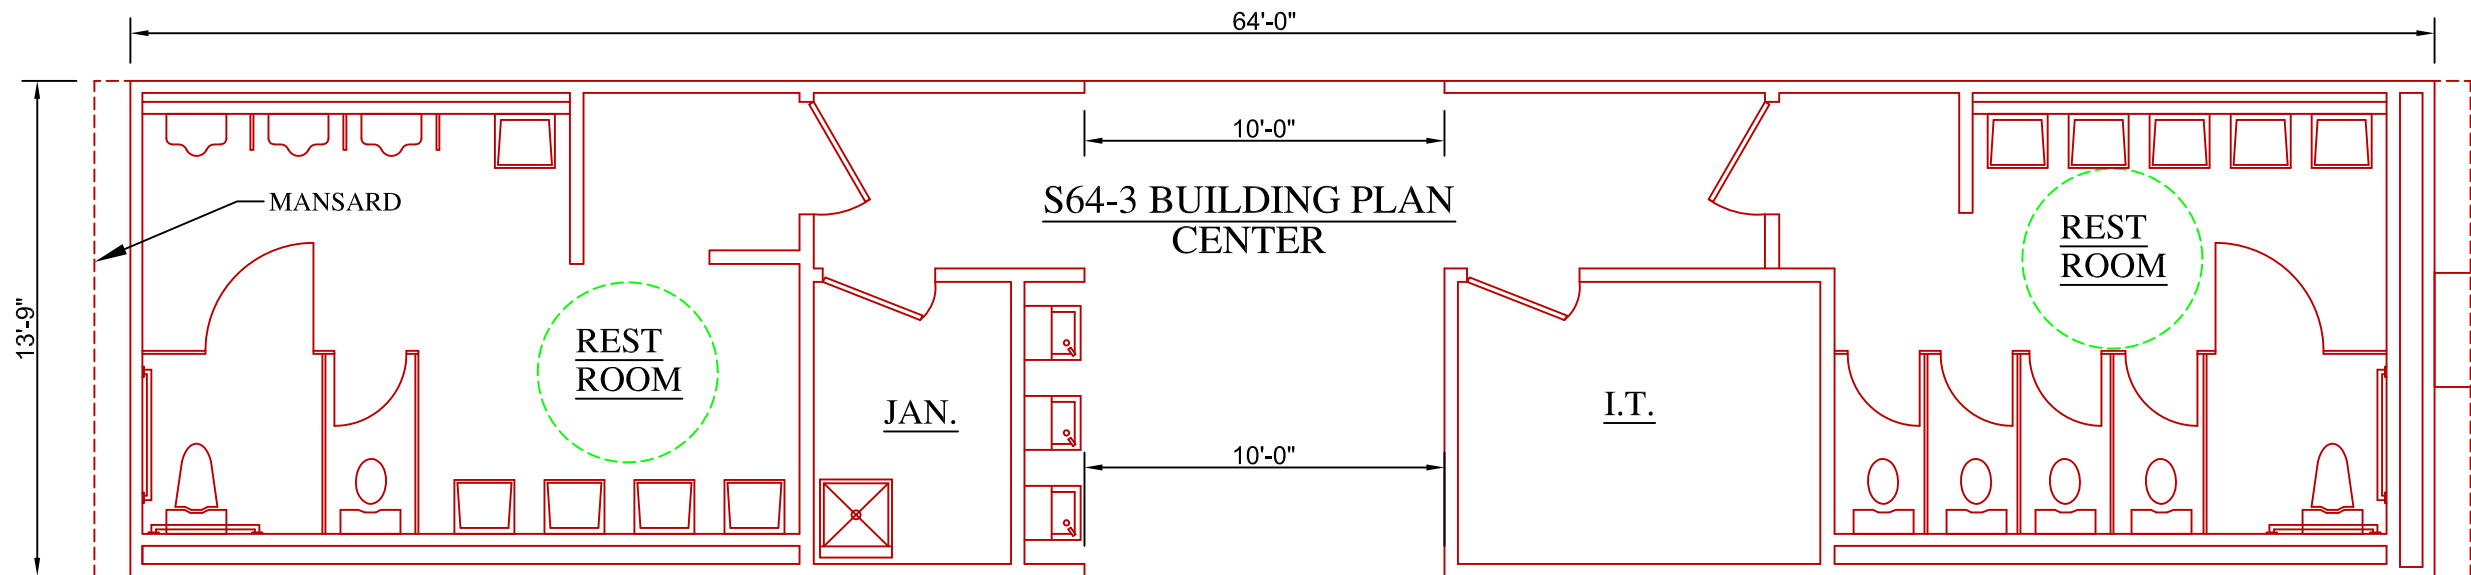 64'-0"
10'-0"
S64-3 BUILDING PLAN
CENTER
MANSARD
REST
ROOM
REST
ROOM
13'-9"
JAN.
I.T.
10'-0"